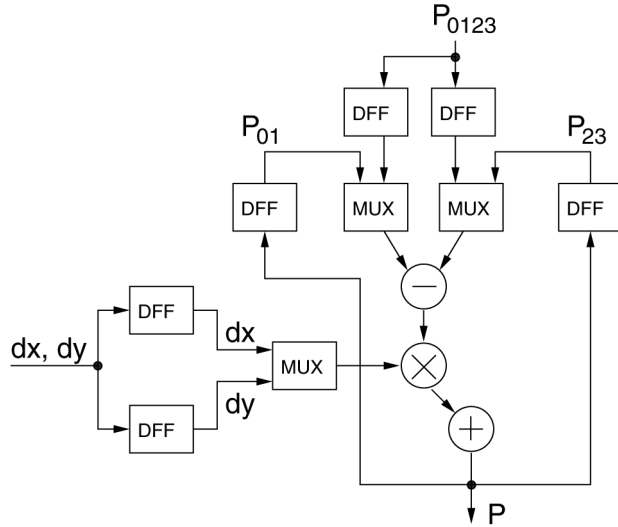 P0123
DFF DFF
P01 P23
DFF MUX MUX DFF
−
DFF dx
dx, dy MUX ×
dy
DFF +
P